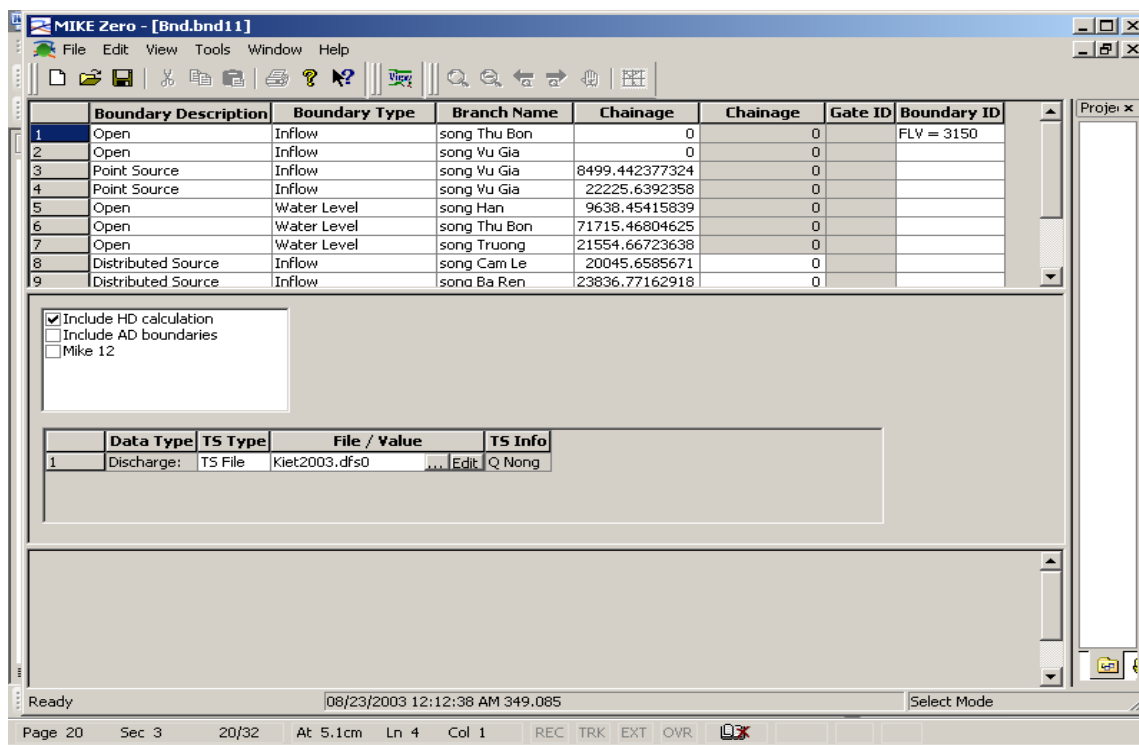 MIKE Zero - [Bnd.bnd11]
File Edit View Tools Window Help
View
Boundary Description Boundary Type Branch Name Chainage Chainage Gate ID Boundary ID
1 Open Inflow song Thu Bon 0 0 FLV = 3150
2 Open Inflow song Vu Gia 0 0
3 Point Source Inflow song Vu Gia 8499.442377324 0
4 Point Source Inflow song Vu Gia 22225.6392358 0
5 Open Water Level song Han 9638.45415839 0
6 Open Water Level song Thu Bon 71715.46804625 0
7 Open Water Level song Truong 21554.66723638 0
8 Distributed Source Inflow song Cam Le 20045.6585671 0
9 Distributed Source Inflow song Ba Ren 23836.77162918 0
Projec
Include HD calculation
Include AD boundaries
Mike 12
Data Type TS Type File / Value TS Info
1 Discharge: TS File Kiet2003.dfs0 ... Edit Q Nong
Ready 08/23/2003 12:12:38 AM 349.085 Select Mode
Page 20 Sec 3 20/32 At 5.1cm Ln 4 Col 1 REC TRK EXT OVR